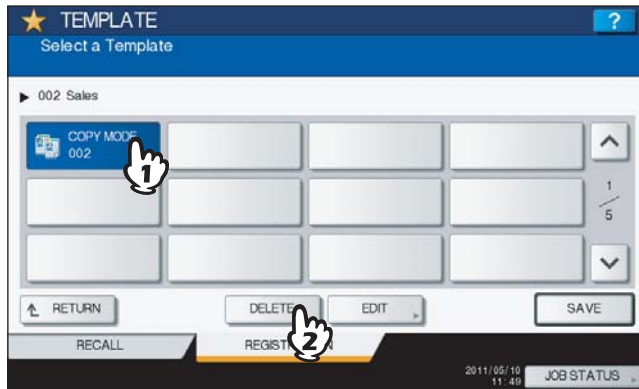 TEMPLATE
?
Select a Template
002 Sales
COPY MODE
002
1
1
5
RETURN
DELETE
EDIT
SAVE
2
RECALL
2011/05/10
11:49
JOB STATUS